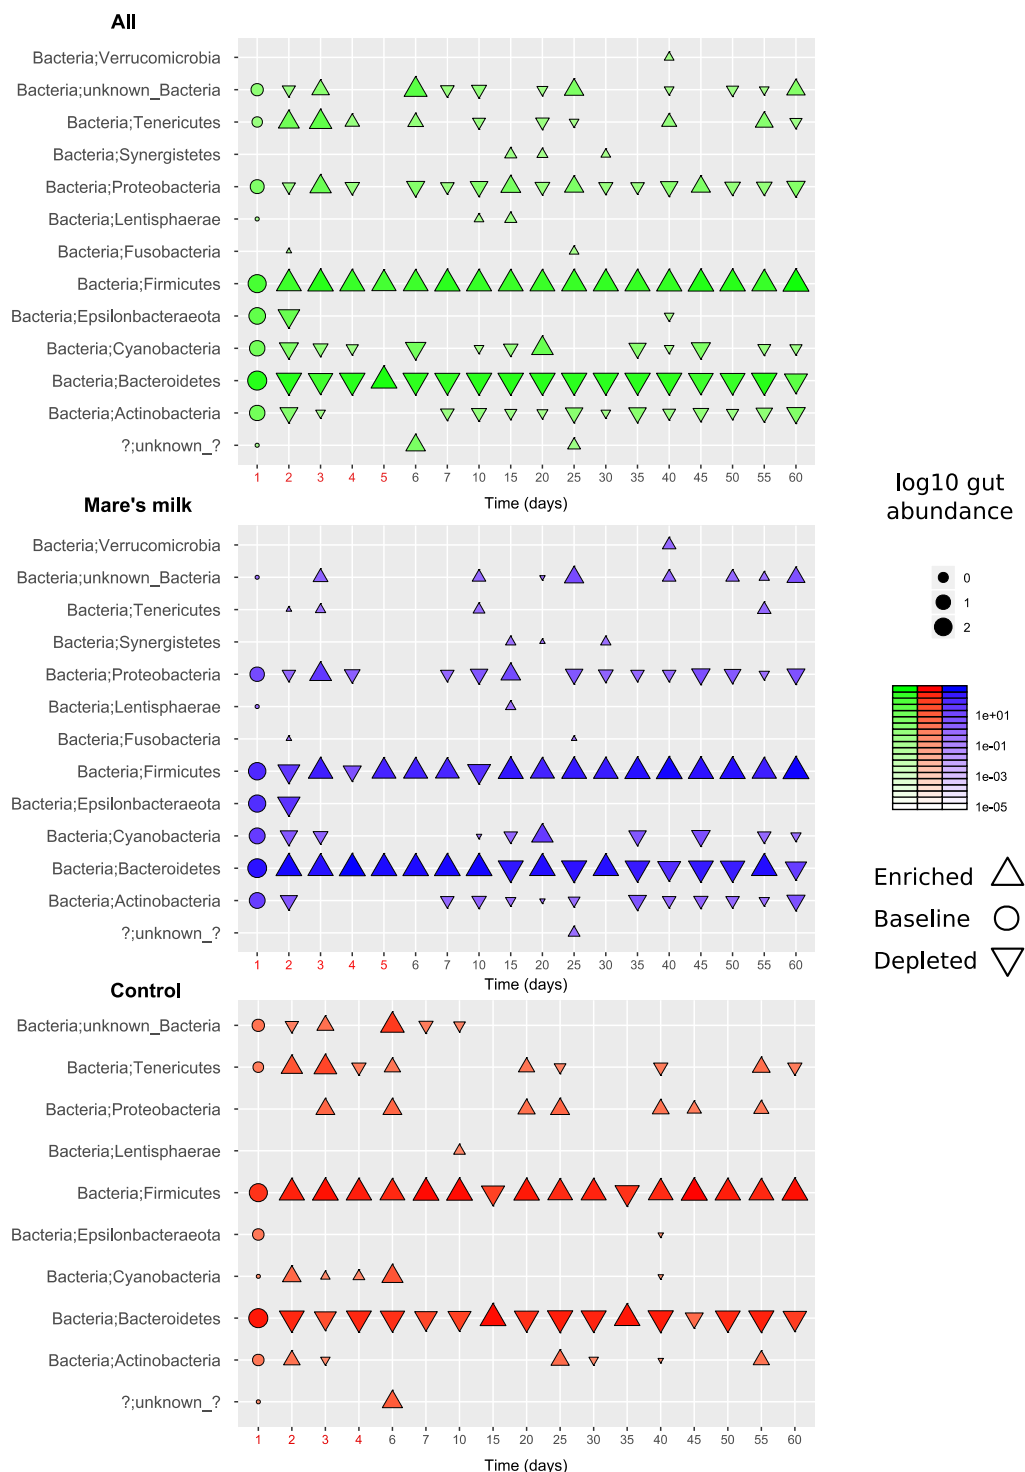 All
Bacteria;Verrucomicrobia
Bacteria;unknown_Bacteria
Bacteria;Tenericutes
Bacteria;Synergistetes
Bacteria;Proteobacteria
Bacteria;Lentisphaerae
Bacteria;Fusobacteria
Bacteria;Firmicutes
Bacteria;Epsilonbacteraeota
Bacteria;Cyanobacteria
Bacteria;Bacteroidetes
Bacteria;Actinobacteria
?;unknown_?
1 2 3 4 5 6 7 10 15 20 25 30 35 40 45 50 55 60
Time (days)
Mare's milk
Bacteria;Verrucomicrobia
Bacteria;unknown_Bacteria
Bacteria;Tenericutes
Bacteria;Synergistetes
Bacteria;Proteobacteria
Bacteria;Lentisphaerae
Bacteria;Fusobacteria
Bacteria;Firmicutes
Bacteria;Epsilonbacteraeota
Bacteria;Cyanobacteria
Bacteria;Bacteroidetes
Bacteria;Actinobacteria
?;unknown_?
1 2 3 4 5 6 7 10 15 20 25 30 35 40 45 50 55 60
Time (days)
Control
Bacteria;unknown_Bacteria
Bacteria;Tenericutes
Bacteria;Proteobacteria
Bacteria;Lentisphaerae
Bacteria;Firmicutes
Bacteria;Epsilonbacteraeota
Bacteria;Cyanobacteria
Bacteria;Bacteroidetes
Bacteria;Actinobacteria
?;unknown_?
1 2 3 4 6 7 10 15 20 25 30 35 40 45 50 55 60
Time (days)
log10 gut
abundance
0
1
2
1e+01
1e-01
1e-03
1e-05
Enriched
Baseline
Depleted